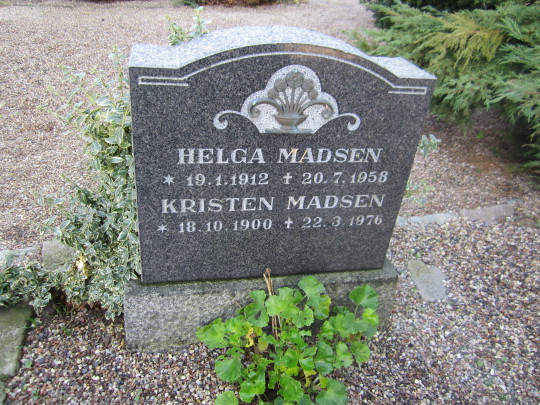 HELGA MADSEN
* 19.1.1912 ✝ 20.7.1958
KRISTEN MADSEN
* 18.10.1900 ✝ 22.3.1976